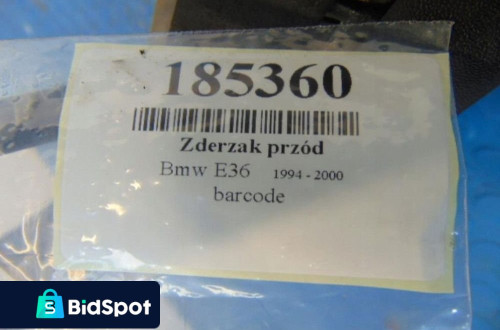 185360
Zderzak przód
Bmw E36 1994 - 2000
barcode
S
BidSpot